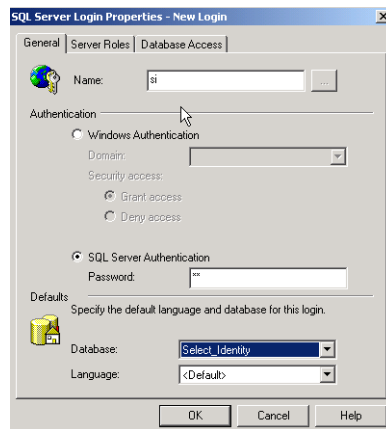 SQL Server Login Properties - New Login
General Server Roles Database Access
Name: si ...
Authentication
Windows Authentication
Domain:
Security access:
Grant access
Deny access
SQL Server Authentication
Password: **
Defaults
Specify the default language and database for this login.
Database: Select_Identity
Language: <Default>
OK Cancel Help